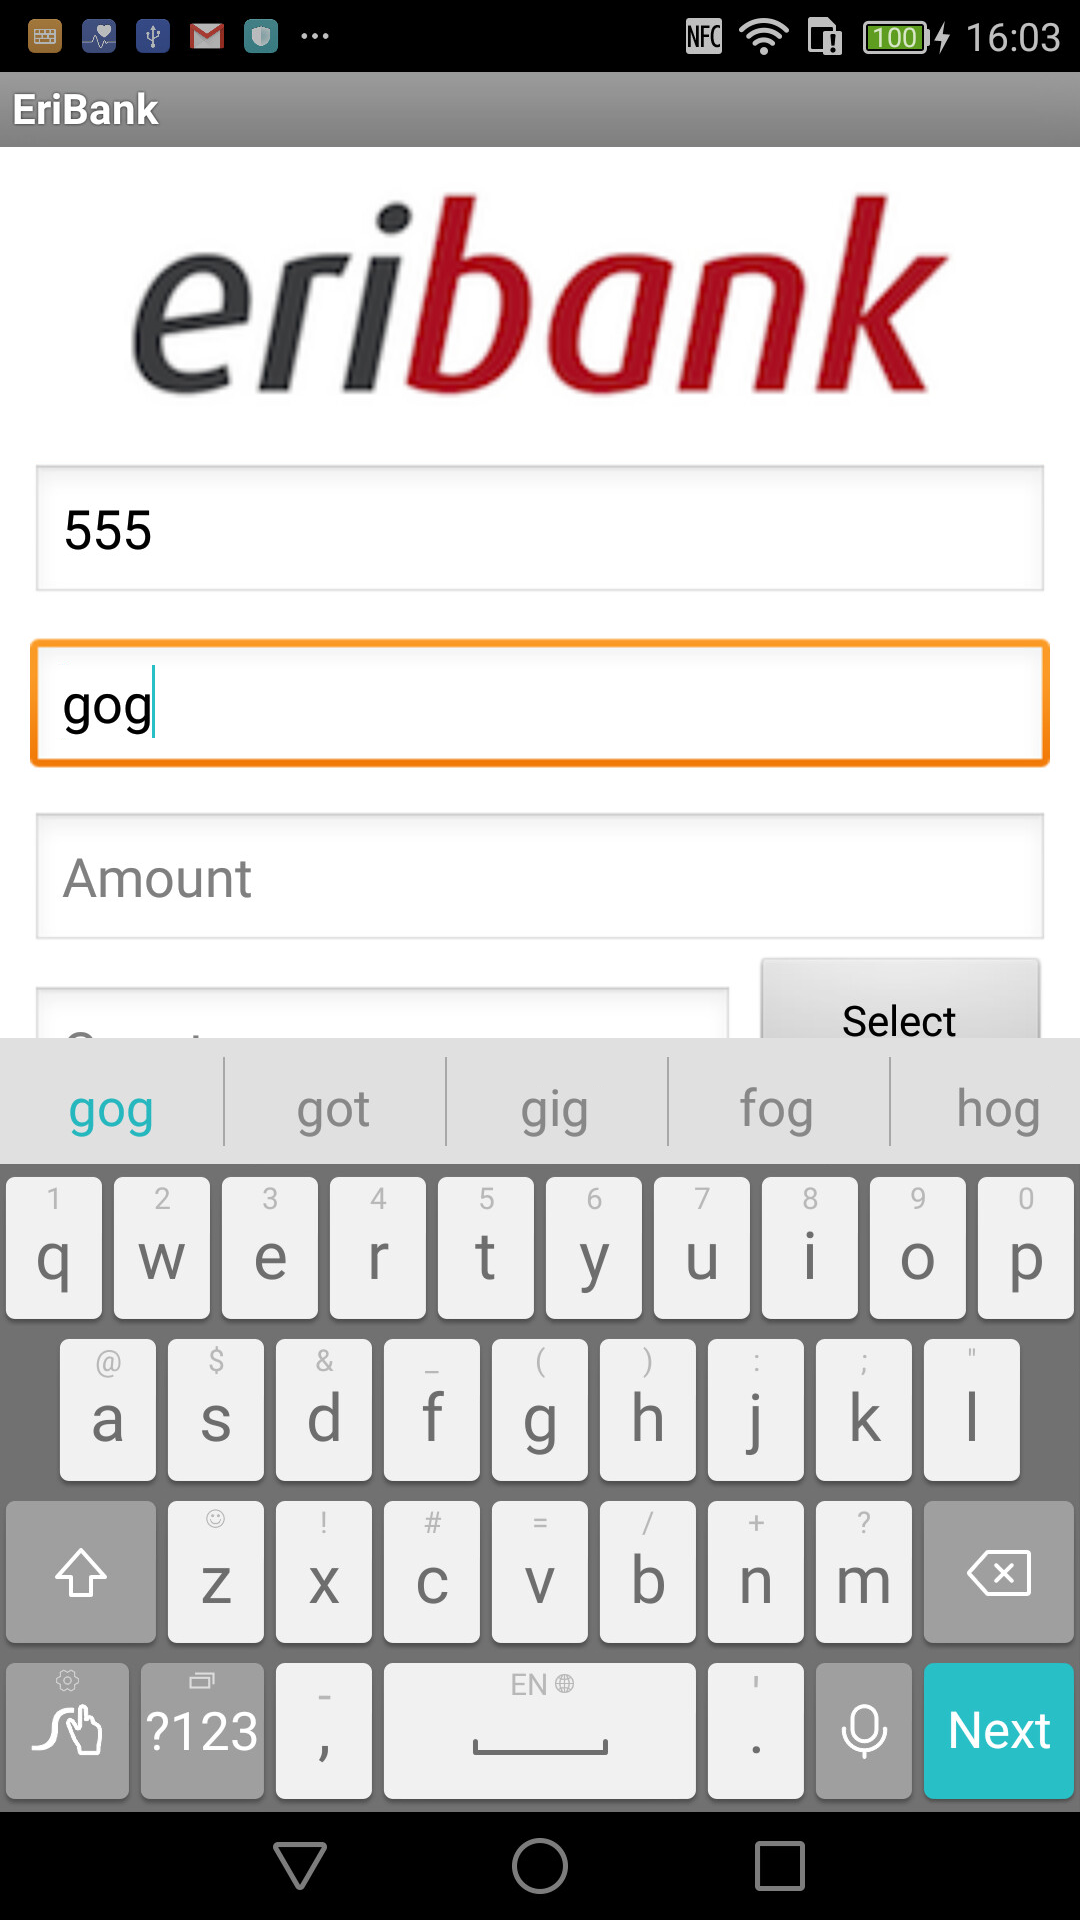 NFC 100 16:03
EriBank
eribank
555
gog
Amount
Select
gog got gig fog hog
1 2 3 4 5 6 7 8 9 0
q w e r t y u i o p
@ $ & _ ( ) : ; "
a s d f g h j k l
! # = / + ?
z x c v b n m
EN
?123 - , ' . Next